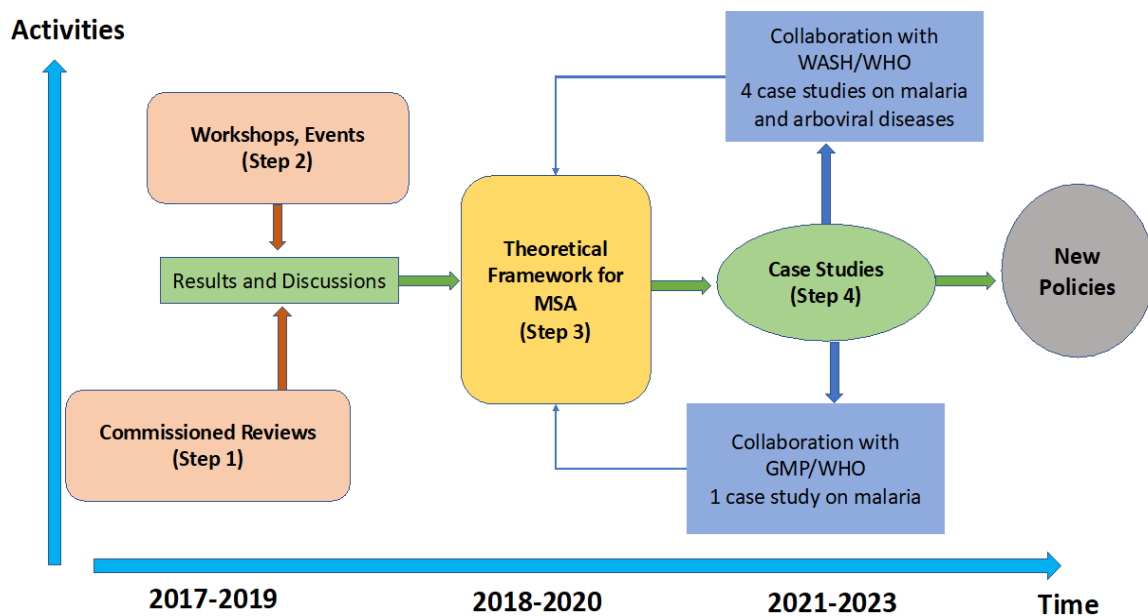 Activities
Workshops, Events
(Step 2)
Results and Discussions
Commissioned Reviews
(Step 1)
Theoretical
Framework for
MSA
(Step 3)
Collaboration with
WASH/WHO
4 case studies on malaria
and arboviral diseases
Case Studies
(Step 4)
Collaboration with
GMP/WHO
1 case study on malaria
New
Policies
2017-2019
2018-2020
2021-2023
Time